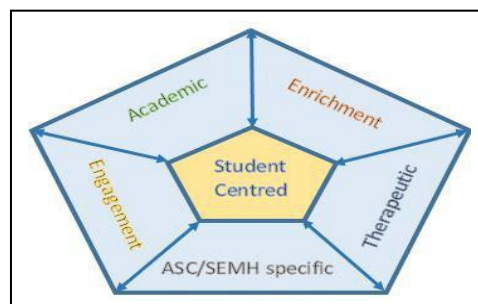 Academic
Enrichment
Student
Centred
Engagement
Therapeutic
ASC/SEMH specific